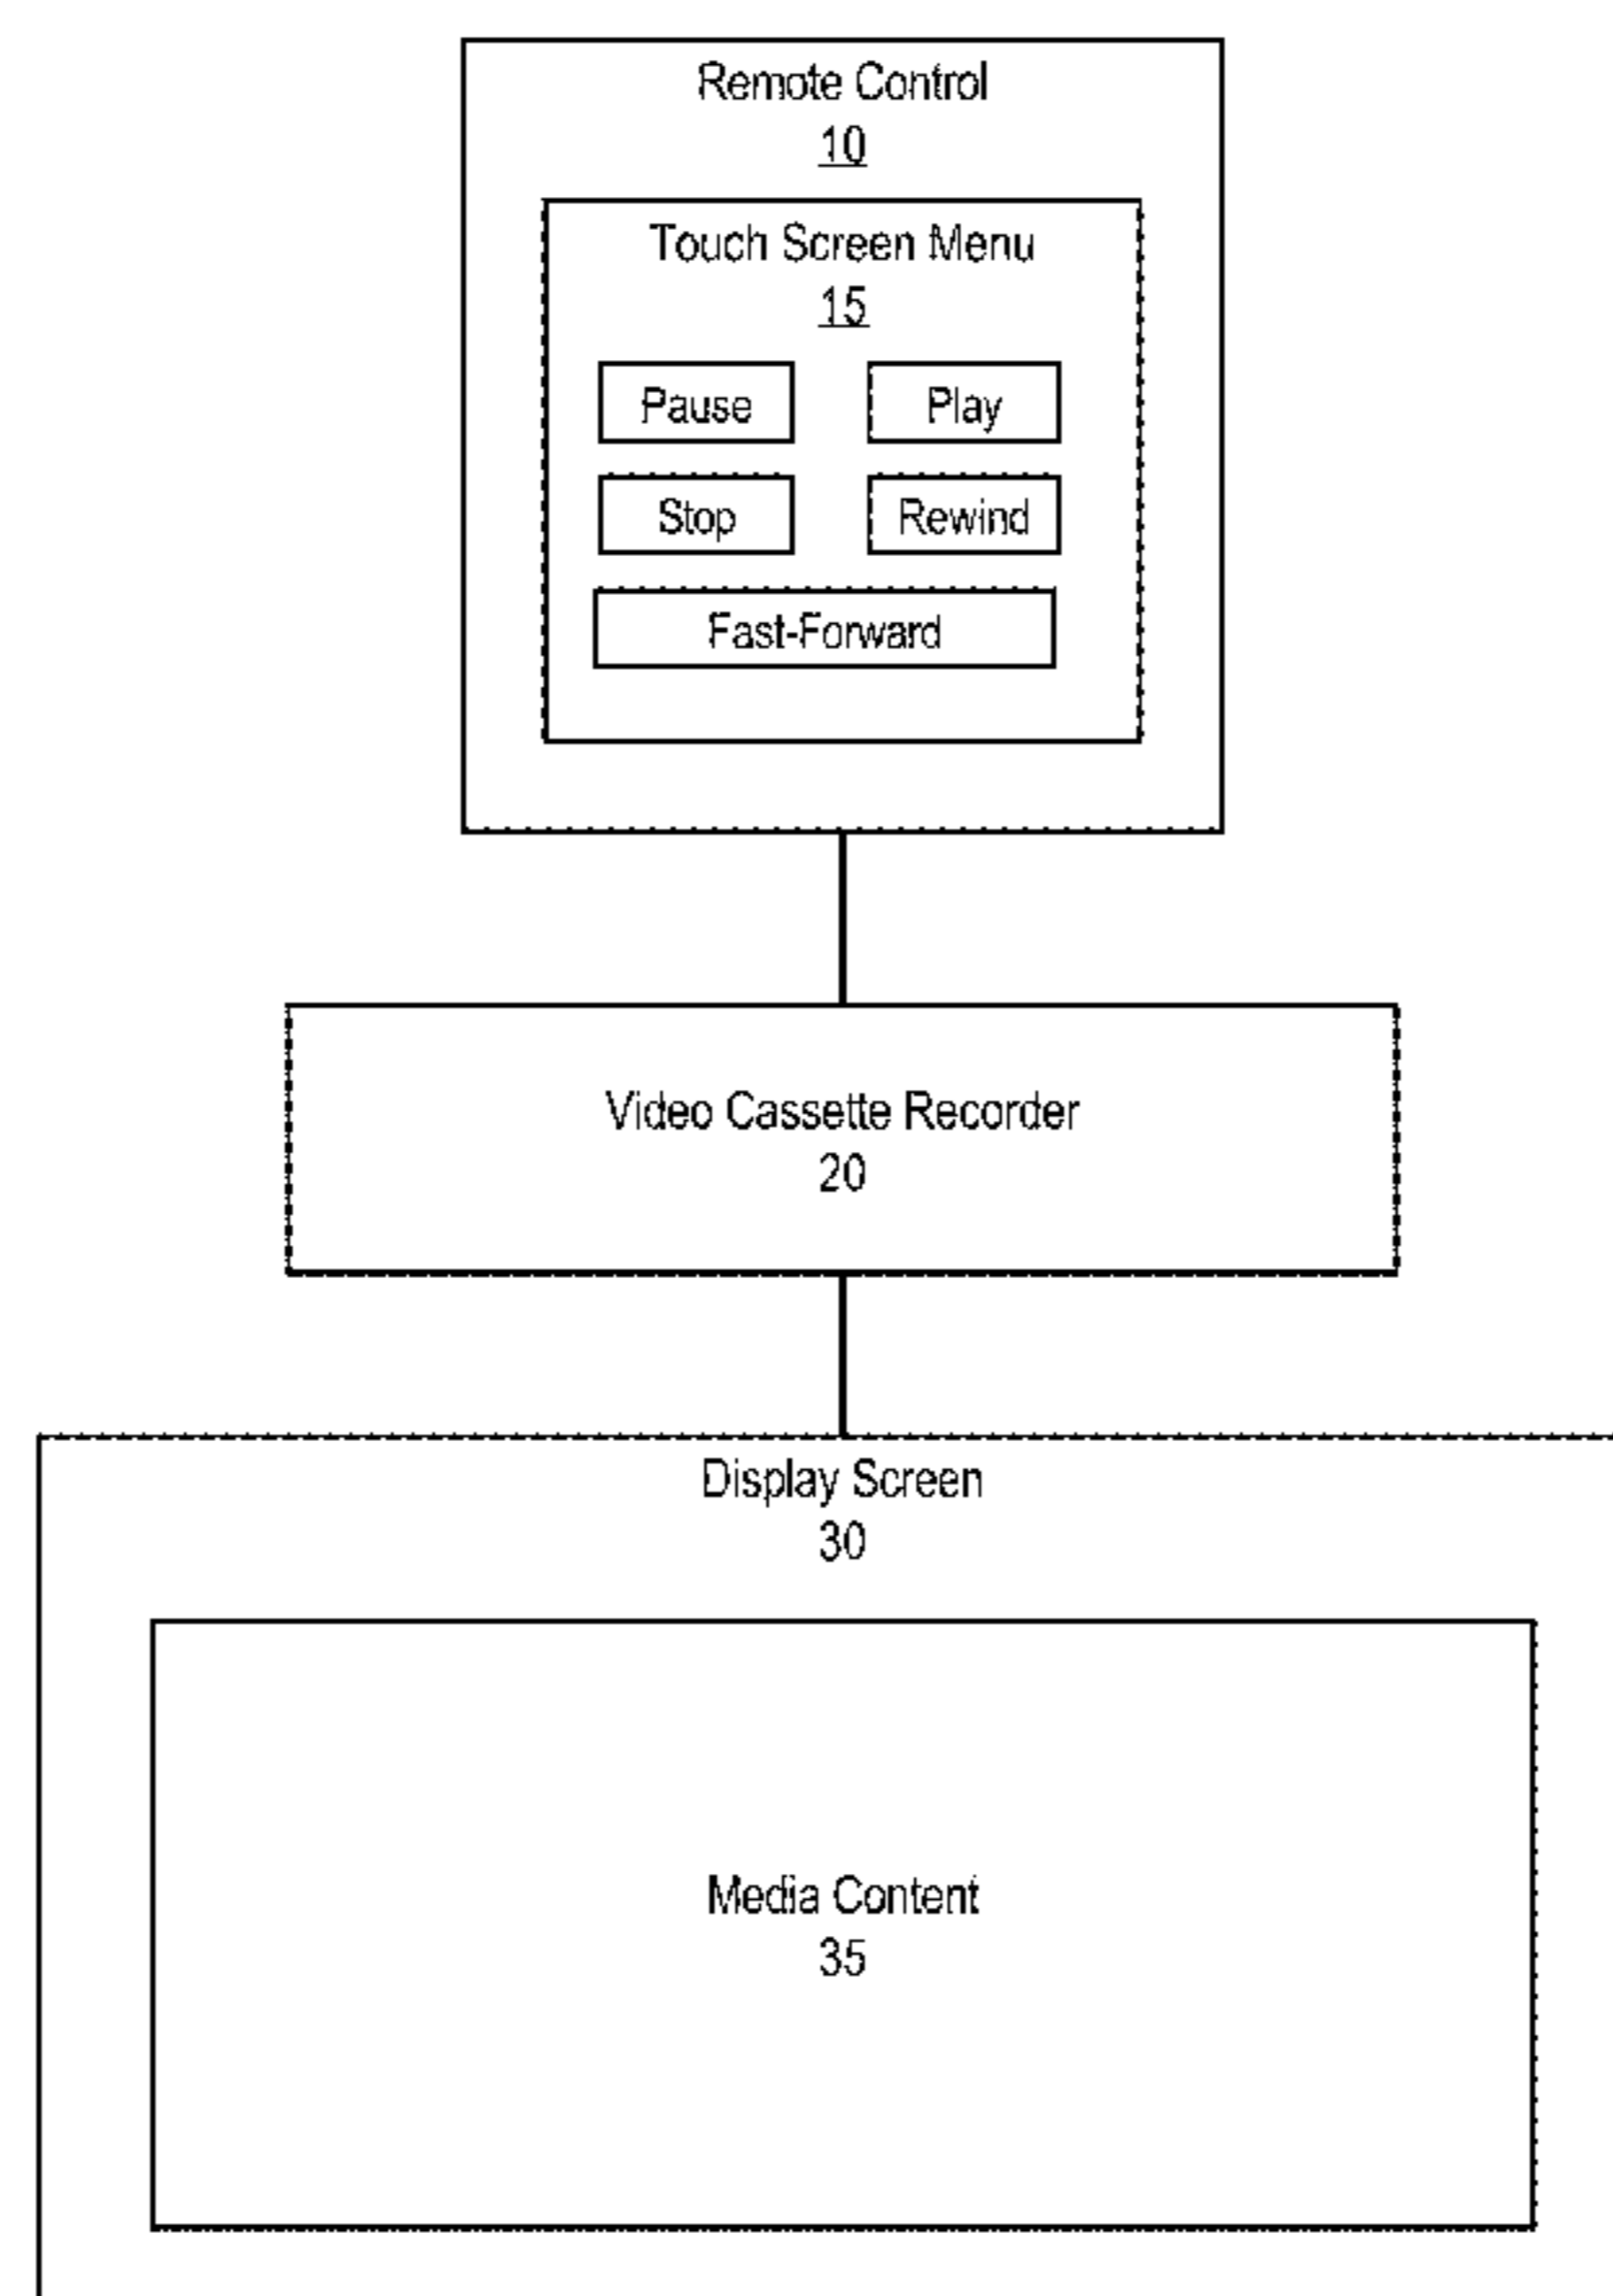 Remote Control
10
Touch Screen Menu
15
Pause
Play
Stop
Rewind
Fast-Forward
Video Cassette Recorder
20
Display Screen
30
Media Content
35